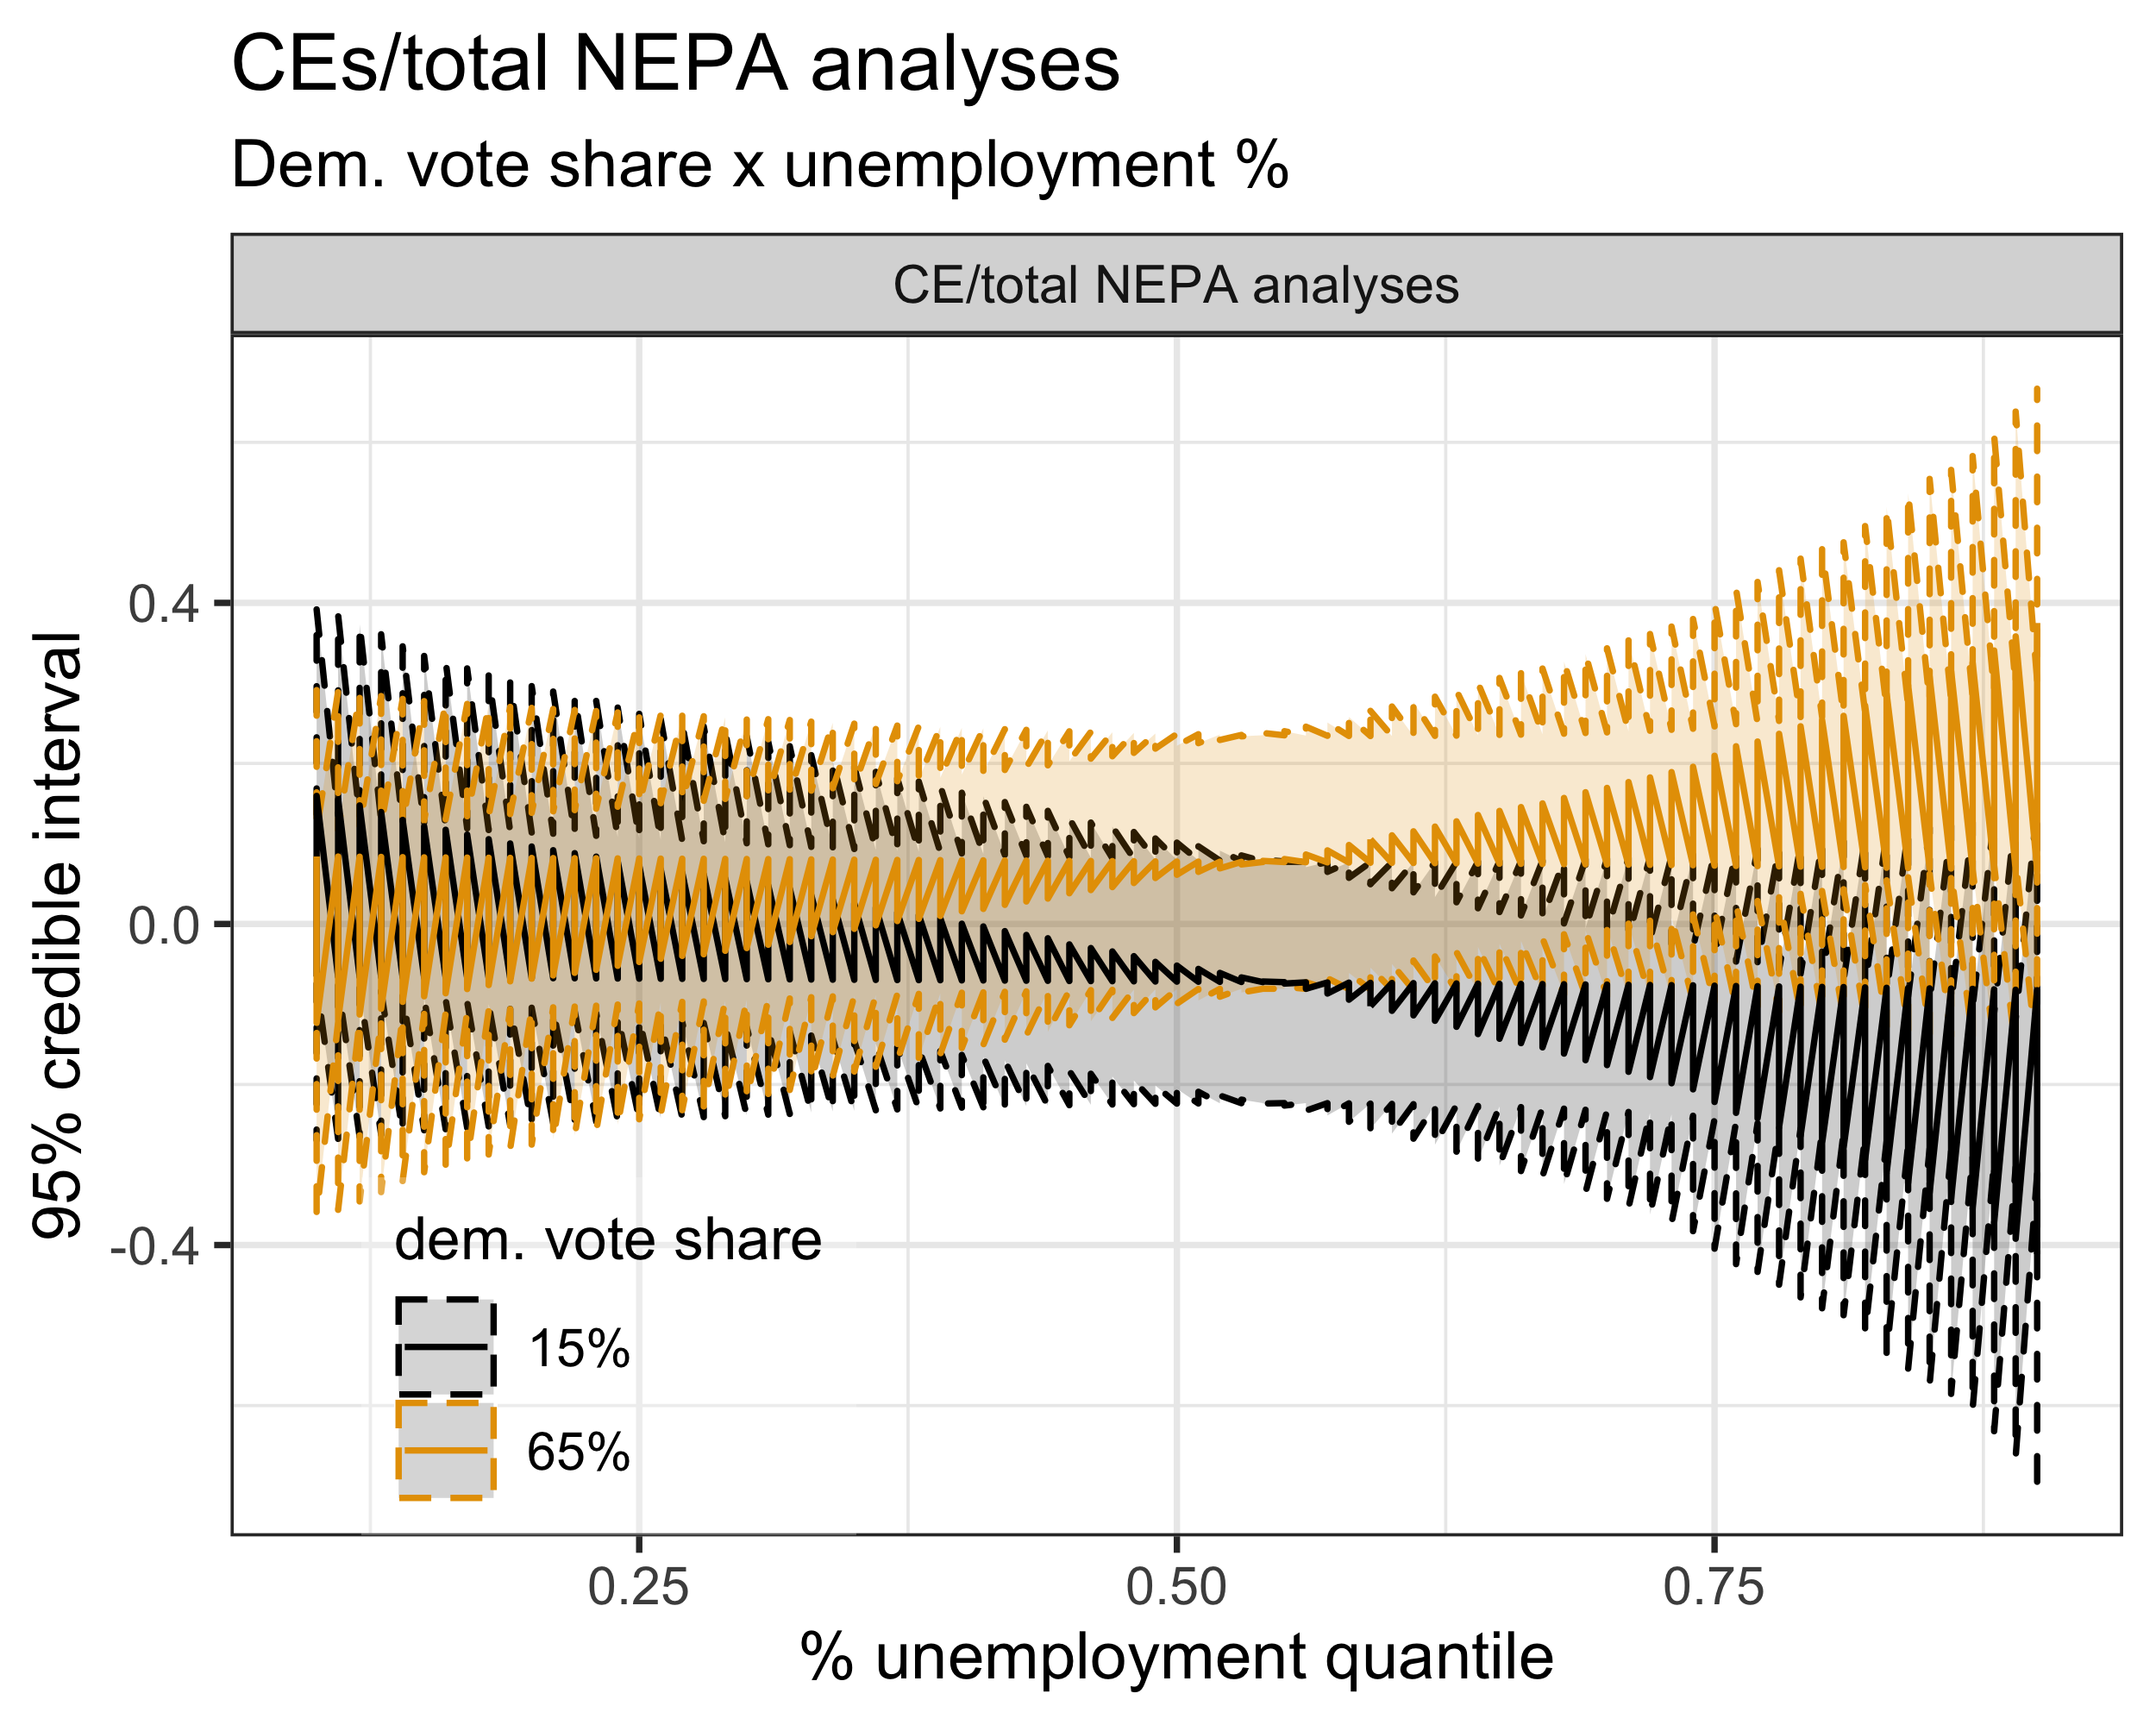 CEs/total NEPA analyses
Dem. vote share x unemployment %
CE/total NEPA analyses
95% credible interval
0.4
0.0
-0.4
dem. vote share
15%
65%
0.25 0.50 0.75
% unemployment quantile